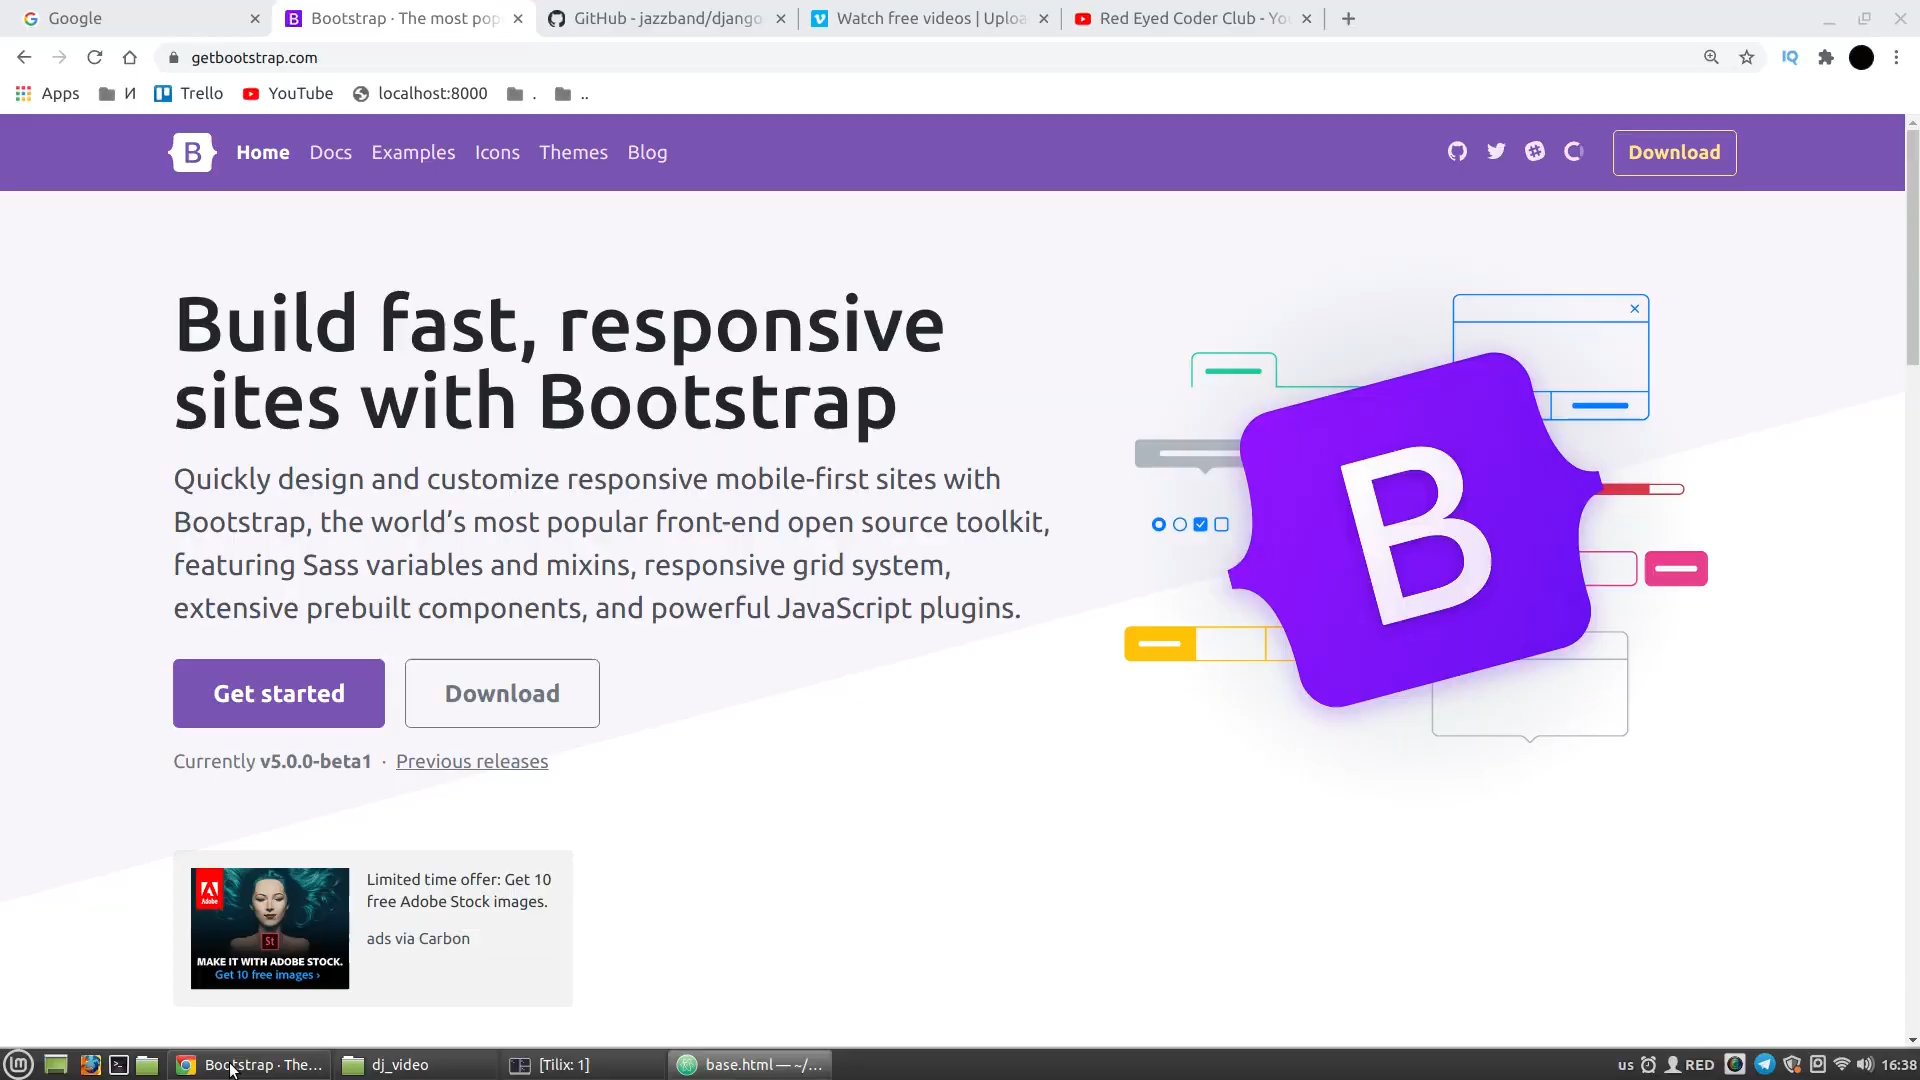 Google
Bootstrap · The most pop
GitHub - jazzband/django
Watch free videos | Uploa
Red Eyed Coder Club - Yo
getbootstrap.com
IQ
Apps
И
Trello
YouTube
localhost:8000
.
..
B
Home
Docs
Examples
Icons
Themes
Blog
Download
Build fast, responsive
sites with Bootstrap
Quickly design and customize responsive mobile-first sites with
Bootstrap, the world’s most popular front-end open source toolkit,
featuring Sass variables and mixins, responsive grid system,
extensive prebuilt components, and powerful JavaScript plugins.
B
Get started
Download
Currently v5.0.0-beta1 · Previous releases
Adobe
St
MAKE IT WITH ADOBE STOCK.
Get 10 free images ›
Limited time offer: Get 10
free Adobe Stock images.
ads via Carbon
Bootstrap · The...
dj_video
[Tilix: 1]
base.html — ~/...
us
RED
16:38